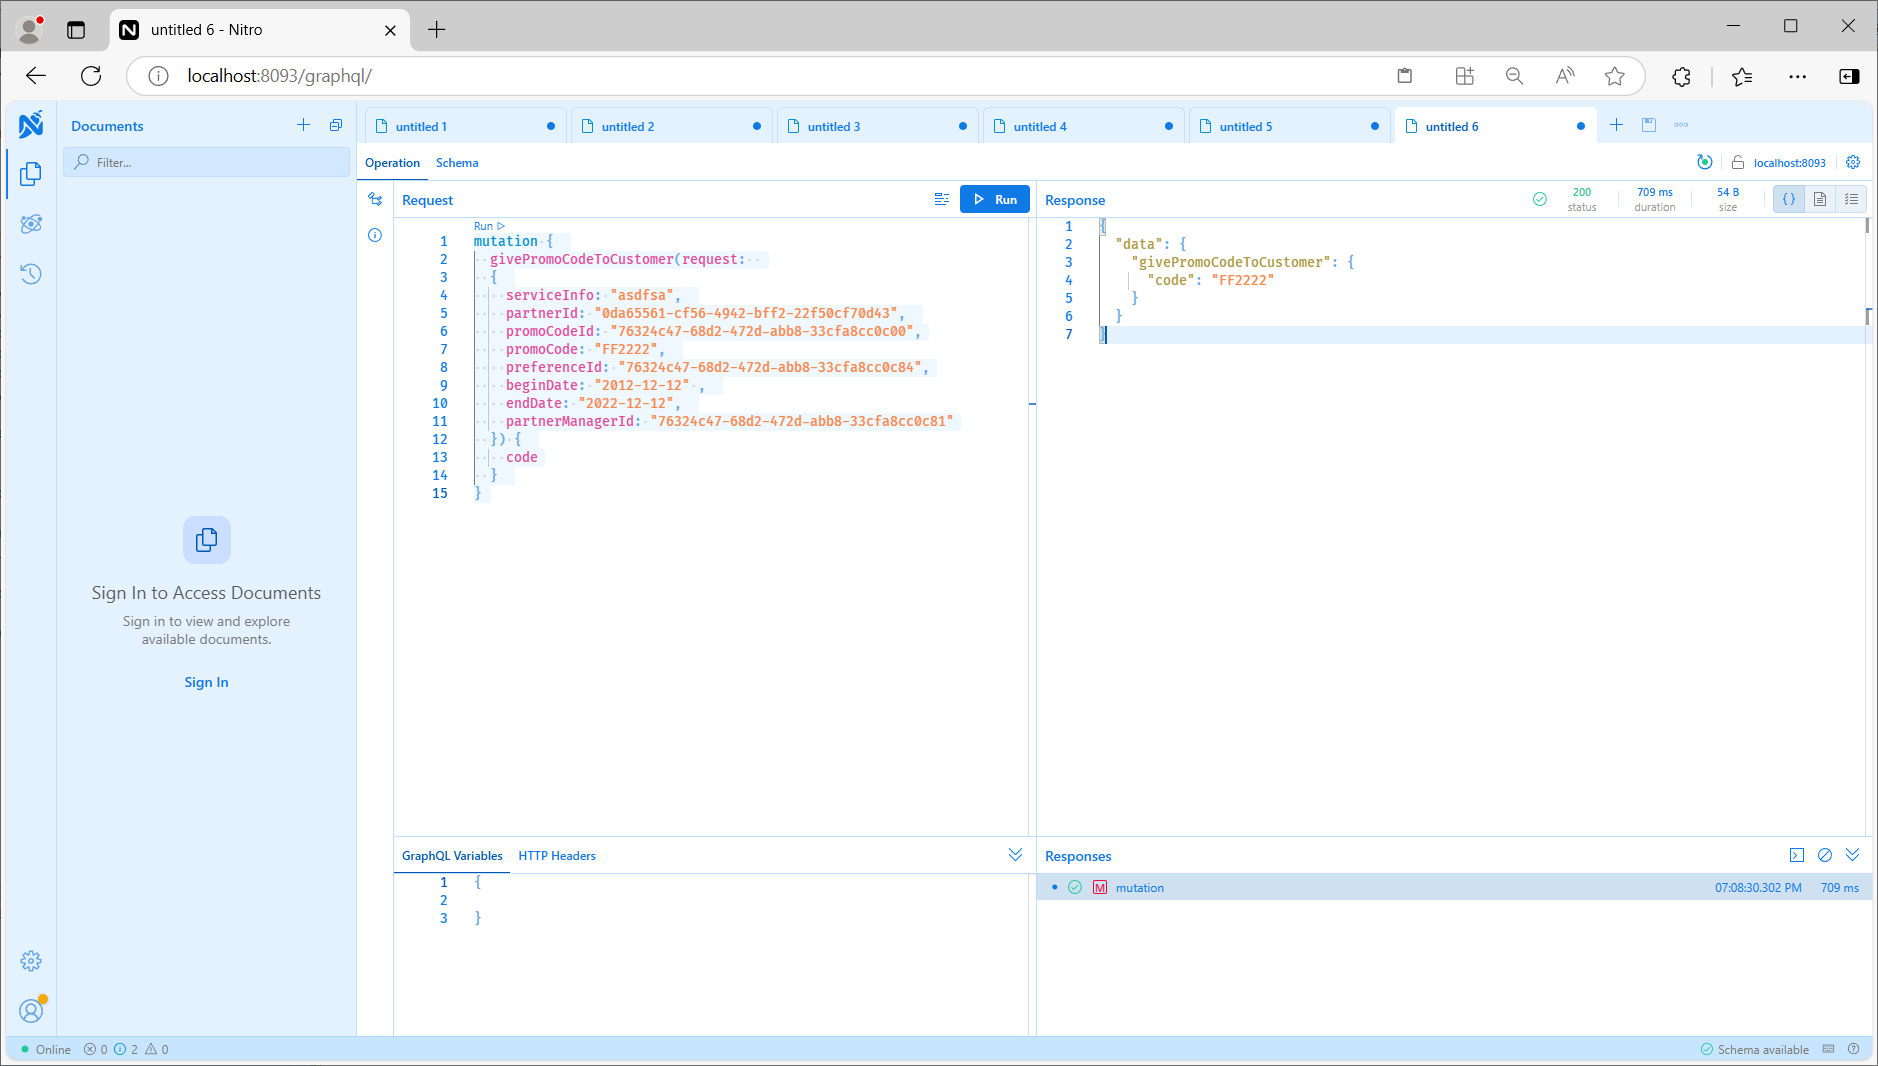 untitled 6 - Nitro
localhost:8093/graphql/
Documents
Filter...
Sign In to Access Documents
Sign in to view and explore
available documents.
Sign In
untitled 1
untitled 2
untitled 3
untitled 4
untitled 5
untitled 6
Operation
Schema
localhost:8093
Request
Run
Run
1 mutation {
2 givePromoCodeToCustomer(request:
3 {
4 serviceInfo: "asdfsa",
5 partnerId: "0da65561-cf56-4942-bff2-22f50cf70d43",
6 promoCodeId: "76324c47-68d2-472d-abb8-33cfa8cc0c00",
7 promoCode: "FF2222",
8 preferenceId: "76324c47-68d2-472d-abb8-33cfa8cc0c84",
9 beginDate: "2012-12-12" ,
10 endDate: "2022-12-12",
11 partnerManagerId: "76324c47-68d2-472d-abb8-33cfa8cc0c81"
12 }) {
13 code
14 }
15 }
Response
200 status
709 ms duration
54 B size
1 {
2 "data": {
3 "givePromoCodeToCustomer": {
4 "code": "FF2222"
5 }
6 }
7 }
GraphQL Variables
HTTP Headers
1 {
2
3 }
Responses
M mutation 07:08:30.302 PM 709 ms
Online 0 2 0
Schema available